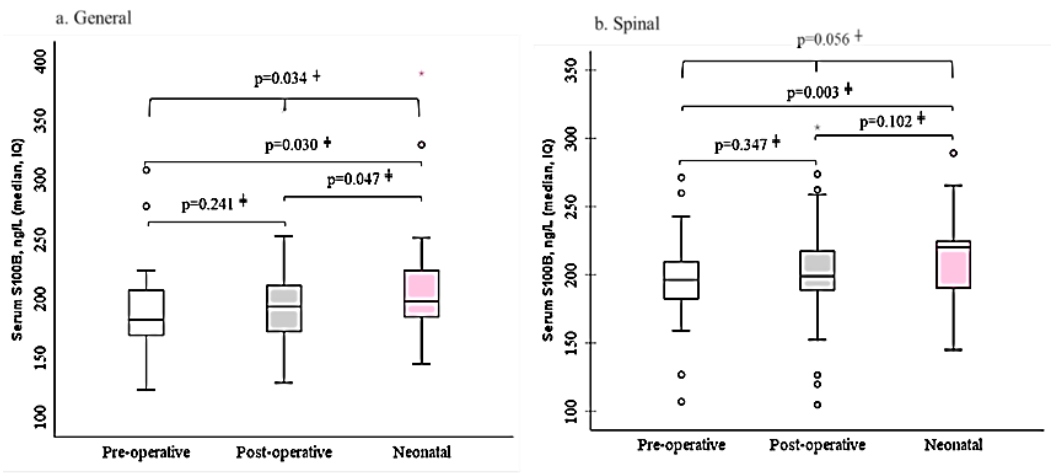 a. General
Serum S100B, ng/L (median, IQ)
400
350
300
250
200
150
100
p=0.034 ⸸
p=0.030 ⹋
p=0.047 ⹋
p=0.241 ⹋
*
Pre-operative Post-operative Neonatal
b. Spinal
Serum S100B, ng/L (median, IQ)
350
300
250
200
150
100
p=0.056 ⸸
p=0.003 ⹋
p=0.102 ⹋
p=0.347 ⹋
*
Pre-operative Post-operative Neonatal